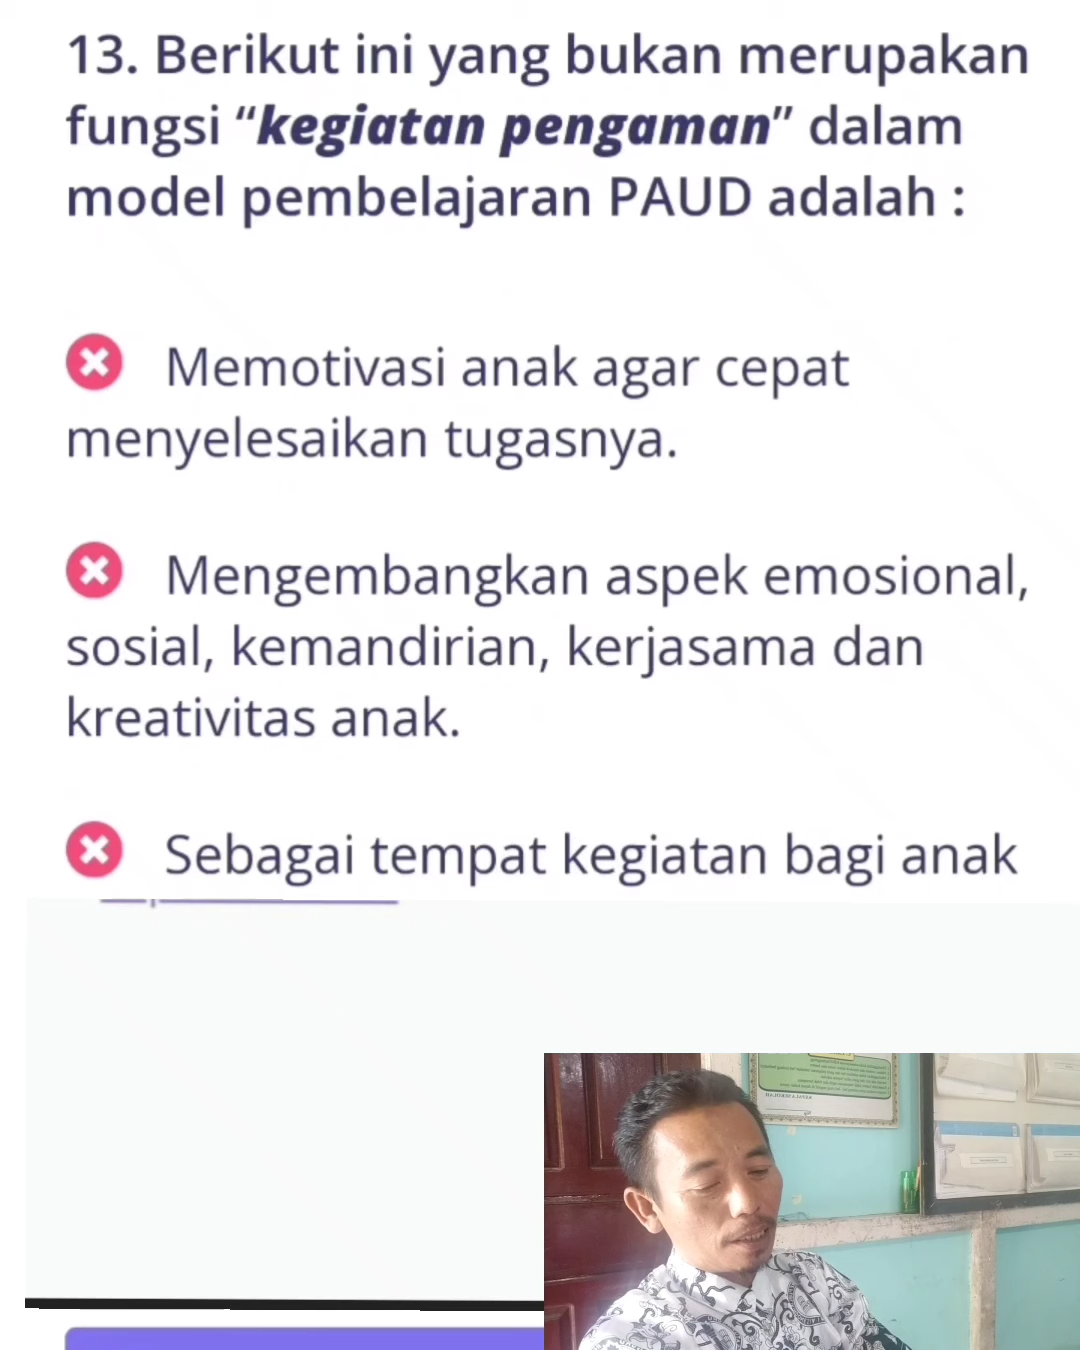 13. Berikut ini yang bukan merupakan
fungsi “kegiatan pengaman” dalam
model pembelajaran PAUD adalah :
Memotivasi anak agar cepat
menyelesaikan tugasnya.
Mengembangkan aspek emosional,
sosial, kemandirian, kerjasama dan
kreativitas anak.
Sebagai tempat kegiatan bagi anak